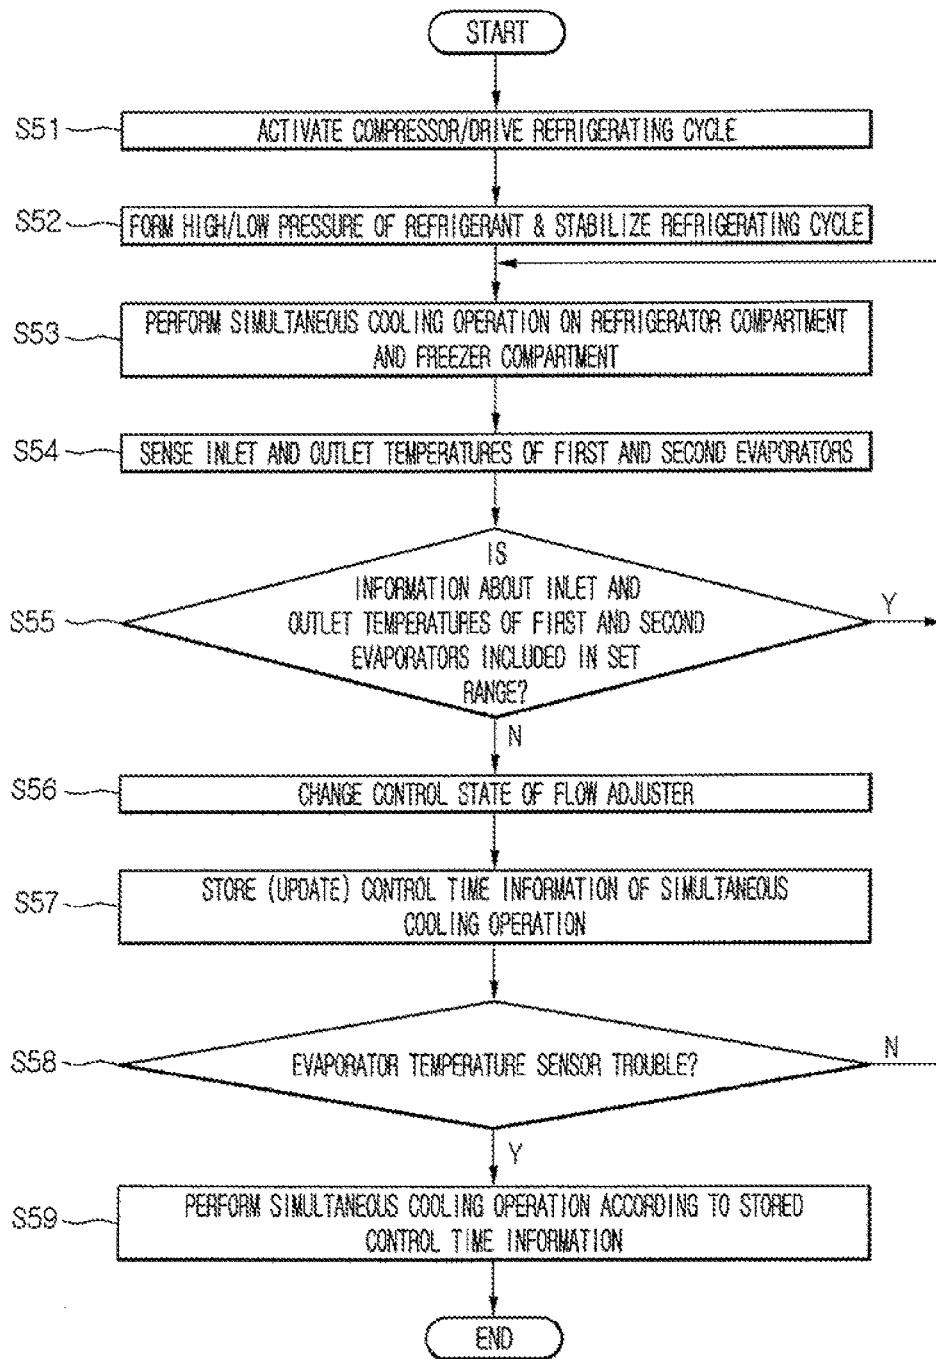 START
S51
ACTIVATE COMPRESSOR/DRIVE REFRIGERATING CYCLE
S52
FORM HIGH/LOW PRESSURE OF REFRIGERANT & STABILIZE REFRIGERATING CYCLE
S53
PERFORM SIMULTANEOUS COOLING OPERATION ON REFRIGERATOR COMPARTMENT
AND FREEZER COMPARTMENT
S54
SENSE INLET AND OUTLET TEMPERATURES OF FIRST AND SECOND EVAPORATORS
S55
IS
INFORMATION ABOUT INLET AND
OUTLET TEMPERATURES OF FIRST AND SECOND
EVAPORATORS INCLUDED IN SET
RANGE?
Y
N
S56
CHANGE CONTROL STATE OF FLOW ADJUSTER
S57
STORE (UPDATE) CONTROL TIME INFORMATION OF SIMULTANEOUS
COOLING OPERATION
S58
EVAPORATOR TEMPERATURE SENSOR TROUBLE?
N
Y
S59
PERFORM SIMULTANEOUS COOLING OPERATION ACCORDING TO STORED
CONTROL TIME INFORMATION
END